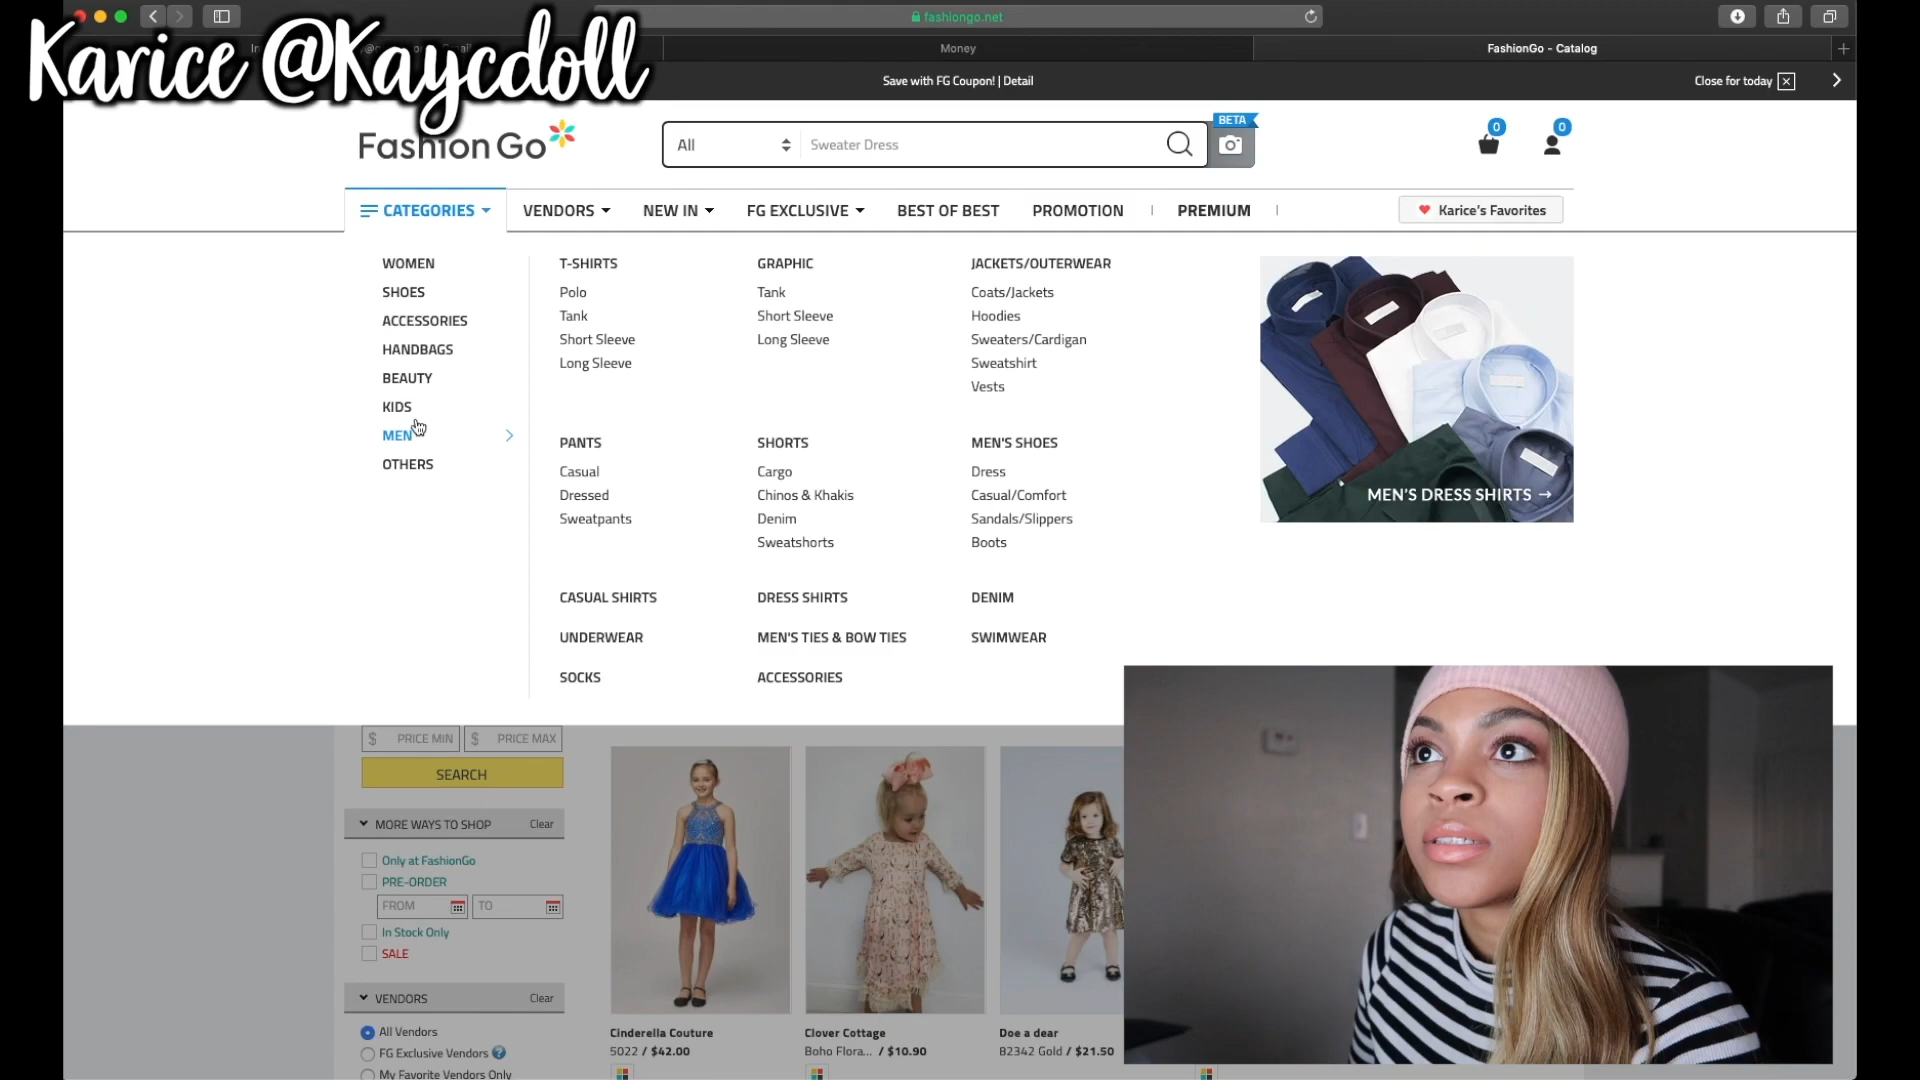 Karice @Kaycdoll
fashiongo.net
Money
FashionGo - Catalog
Save with FG Coupon! | Detail
Close for today
FashionGo
All
Sweater Dress
BETA
0
0
CATEGORIES
VENDORS
NEW IN
FG EXCLUSIVE
BEST OF BEST
PROMOTION
PREMIUM
Karice's Favorites
WOMEN
SHOES
ACCESSORIES
HANDBAGS
BEAUTY
KIDS
MEN
OTHERS
T-SHIRTS
Polo
Tank
Short Sleeve
Long Sleeve
GRAPHIC
Tank
Short Sleeve
Long Sleeve
JACKETS/OUTERWEAR
Coats/Jackets
Hoodies
Sweaters/Cardigan
Sweatshirt
Vests
PANTS
Casual
Dressed
Sweatpants
SHORTS
Cargo
Chinos & Khakis
Denim
Sweatshorts
MEN'S SHOES
Dress
Casual/Comfort
Sandals/Slippers
Boots
CASUAL SHIRTS
DRESS SHIRTS
DENIM
UNDERWEAR
MEN'S TIES & BOW TIES
SWIMWEAR
SOCKS
ACCESSORIES
MEN'S DRESS SHIRTS →
$ PRICE MIN
$ PRICE MAX
SEARCH
MORE WAYS TO SHOP
Clear
Only at FashionGo
PRE-ORDER
FROM
TO
In Stock Only
SALE
VENDORS
Clear
All Vendors
FG Exclusive Vendors
My Favorite Vendors Only
Cinderella Couture
5022 / $42.00
Clover Cottage
Boho Flora... / $10.90
Doe a dear
82342 Gold / $21.50